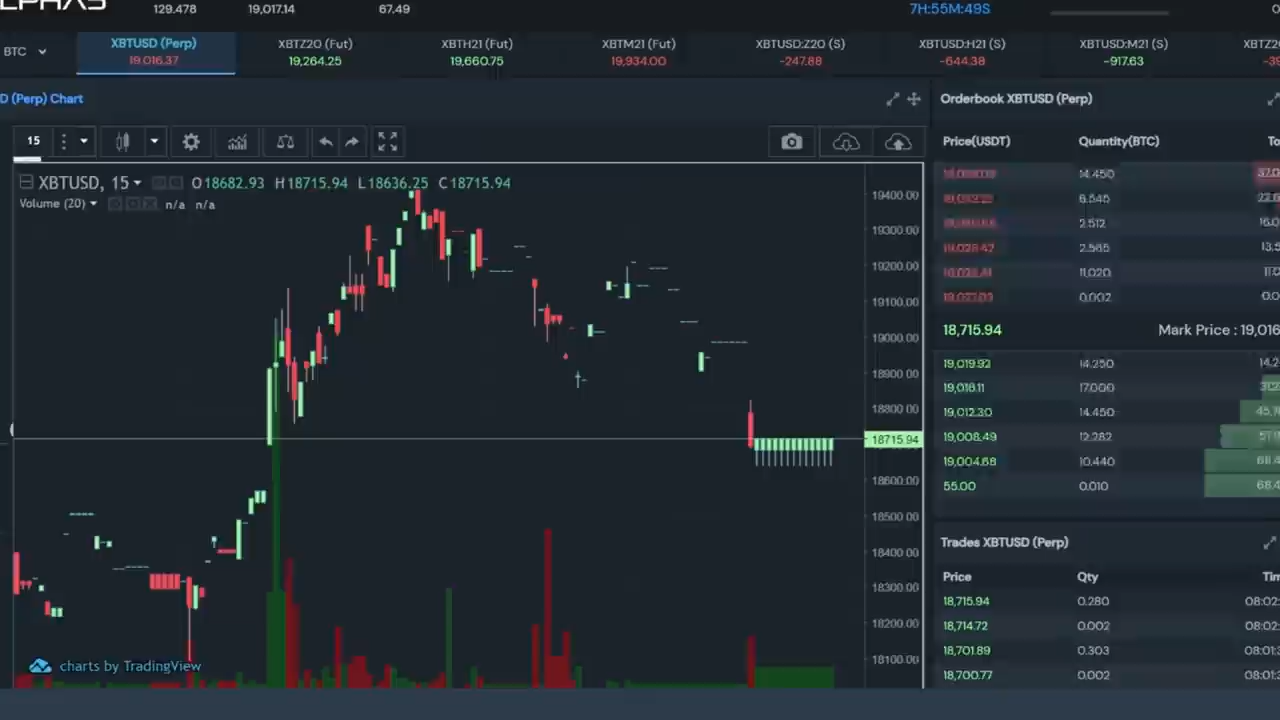 129.478 19,017.14 67.49 7H:55M:49S
BTC XBTUSD (Perp) XBTZ20 (Fut) XBTH21 (Fut) XBTM21 (Fut) XBTUSD:Z20 (S) XBTUSD:H21 (S) XBTUSD:M21 (S)
19,016.37 19,264.25 19,660.75 19,934.00 -247.88 -644.38 -917.63
(Perp) Chart
Orderbook XBTUSD (Perp)
15
Price(USDT) Quantity(BTC)
XBTUSD, 15 O18682.93 H18715.94 L18636.25 C18715.94
Volume (20) n/a n/a
19400.00
19300.00
19200.00
19100.00
19000.00
18900.00
18800.00
18715.94
18600.00
18500.00
18400.00
18300.00
18200.00
18100.00
14.450
6.545
2.512
2.565
11.020
0.002
18,715.94 Mark Price : 19,016
19,019.92 14.250
19,016.11 17.000
19,012.30 14.450
19,008.49 12.282
19,004.68 10.440
55.00 0.010
Trades XBTUSD (Perp)
Price Qty
18,715.94 0.280 08:02:
18,714.72 0.002 08:02:
18,701.89 0.303 08:01:
18,700.77 0.002 08:01:
charts by TradingView